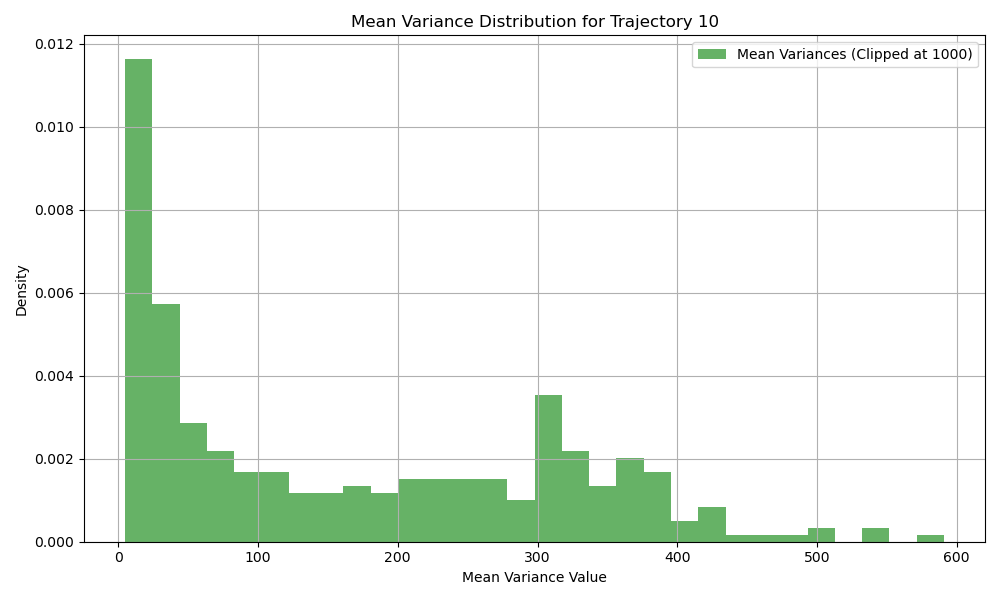 Mean Variance Distribution for Trajectory 10
Mean Variances (Clipped at 1000)
0.012
0.010
0.008
0.006
0.004
0.002
0.000
Density
0 100 200 300 400 500 600
Mean Variance Value